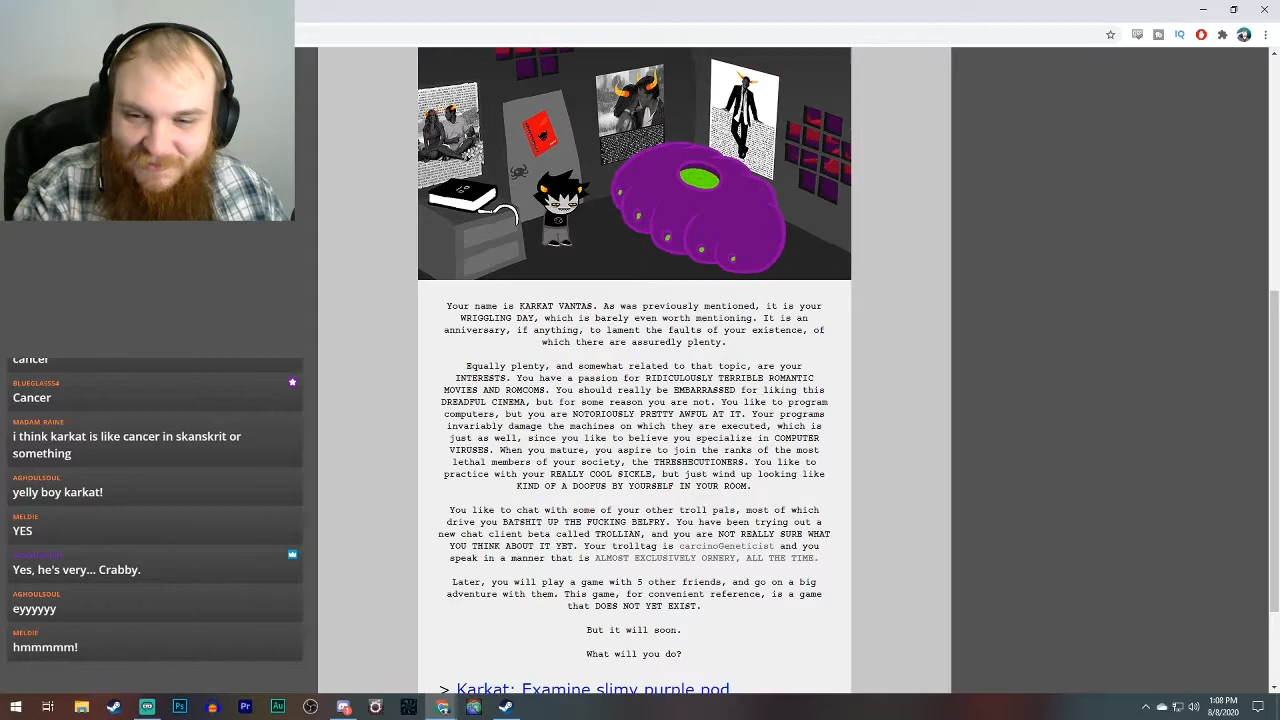 Your name is KARKAT VANTAS. As was previously mentioned, it is your
WRIGGLING DAY, which is barely even worth mentioning. It is an
anniversary, if anything, to lament the faults of your existence, of
which there are assuredly plenty.
Equally plenty, and somewhat related to that topic, are your
INTERESTS. You have a passion for RIDICULOUSLY TERRIBLE ROMANTIC
MOVIES AND ROMCOMS. You should really be EMBARRASSED for liking this
DREADFUL CINEMA, but for some reason you are not. You like to program
computers, but you are NOTORIOUSLY PRETTY AWFUL AT IT. Your programs
invariably damage the machines on which they are executed, which is
just as well, since you like to believe you specialize in COMPUTER
VIRUSES. When you mature, you aspire to join the ranks of the most
lethal members of your society, the THRESHECUTIONERS. You like to
practice with your REALLY COOL SICKLE, but just wind up looking like
KIND OF A DOOFUS BY YOURSELF IN YOUR ROOM.
You like to chat with some of your other troll pals, most of which
drive you BATSHIT UP THE FUCKING BELFRY. You have been trying out a
new chat client beta called TROLLIAN, and you are NOT REALLY SURE WHAT
YOU THINK ABOUT IT YET. Your trolltag is carcinoGeneticist and you
speak in a manner that is ALMOST EXCLUSIVELY ORNERY, ALL THE TIME.
Later, you will play a game with 5 other friends, and go on a big
adventure with them. This game, for convenient reference, is a game
that DOES NOT YET EXIST.
But it will soon.
What will you do?
> Karkat: Examine slimy purple pod
cancer
BLUEGLASS54
Cancer
MADAM RAINE
i think karkat is like cancer in skanskrit or
something
AGHOULSOUL
yelly boy karkat!
MELDIE
YES
Yes, he's very... Crabby.
AGHOULSOUL
eyyyyyy
MELDIE
hmmmmm!
IQ
Ps
Pr
Au
1:08 PM
8/8/2020